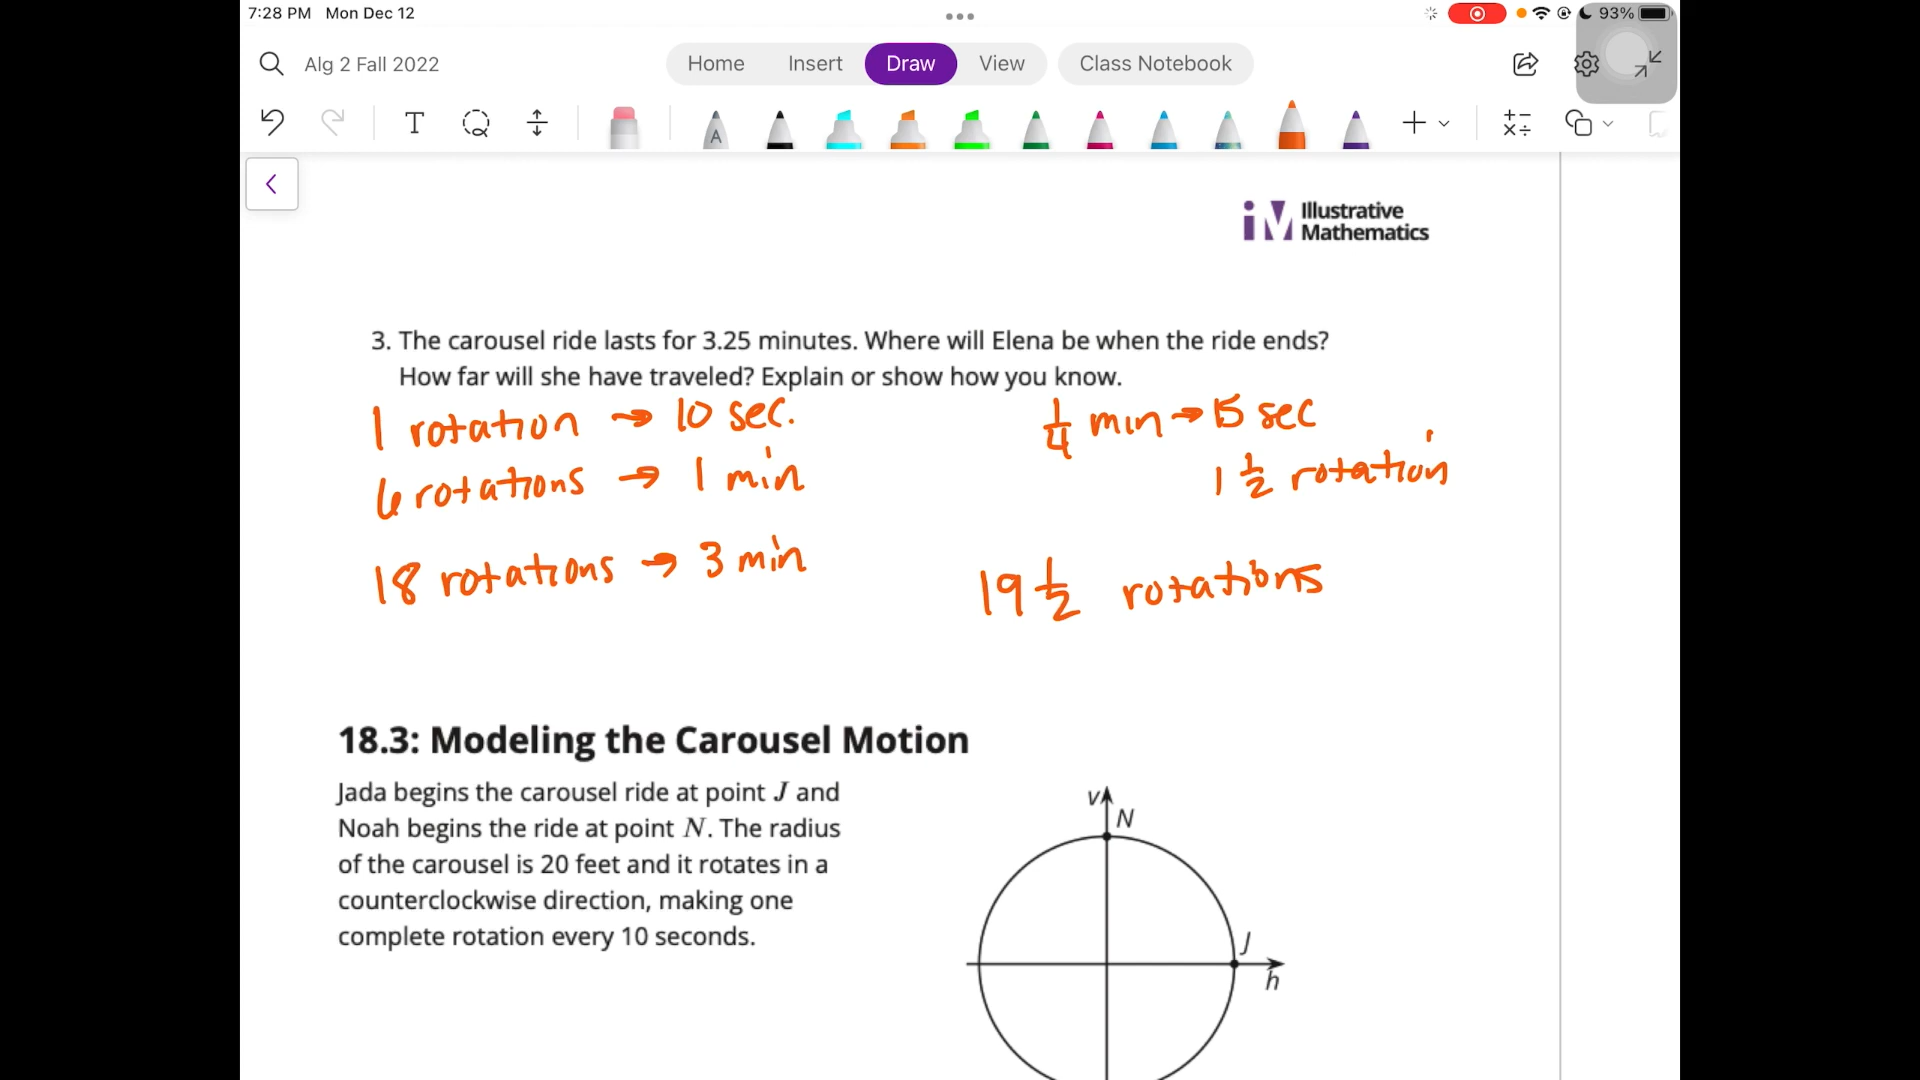 7:28 PM Mon Dec 12
93%
Alg 2 Fall 2022
Home Insert Draw View Class Notebook
T
A
Illustrative
Mathematics
3. The carousel ride lasts for 3.25 minutes. Where will Elena be when the ride ends?
How far will she have traveled? Explain or show how you know.
1 rotation → 10 sec.
6 rotations → 1 min
18 rotations → 3 min
1/4 min → 15 sec
1 1/2 rotation
19 1/2 rotations
18.3: Modeling the Carousel Motion
Jada begins the carousel ride at point J and
Noah begins the ride at point N. The radius
of the carousel is 20 feet and it rotates in a
counterclockwise direction, making one
complete rotation every 10 seconds.
v
N
J
h